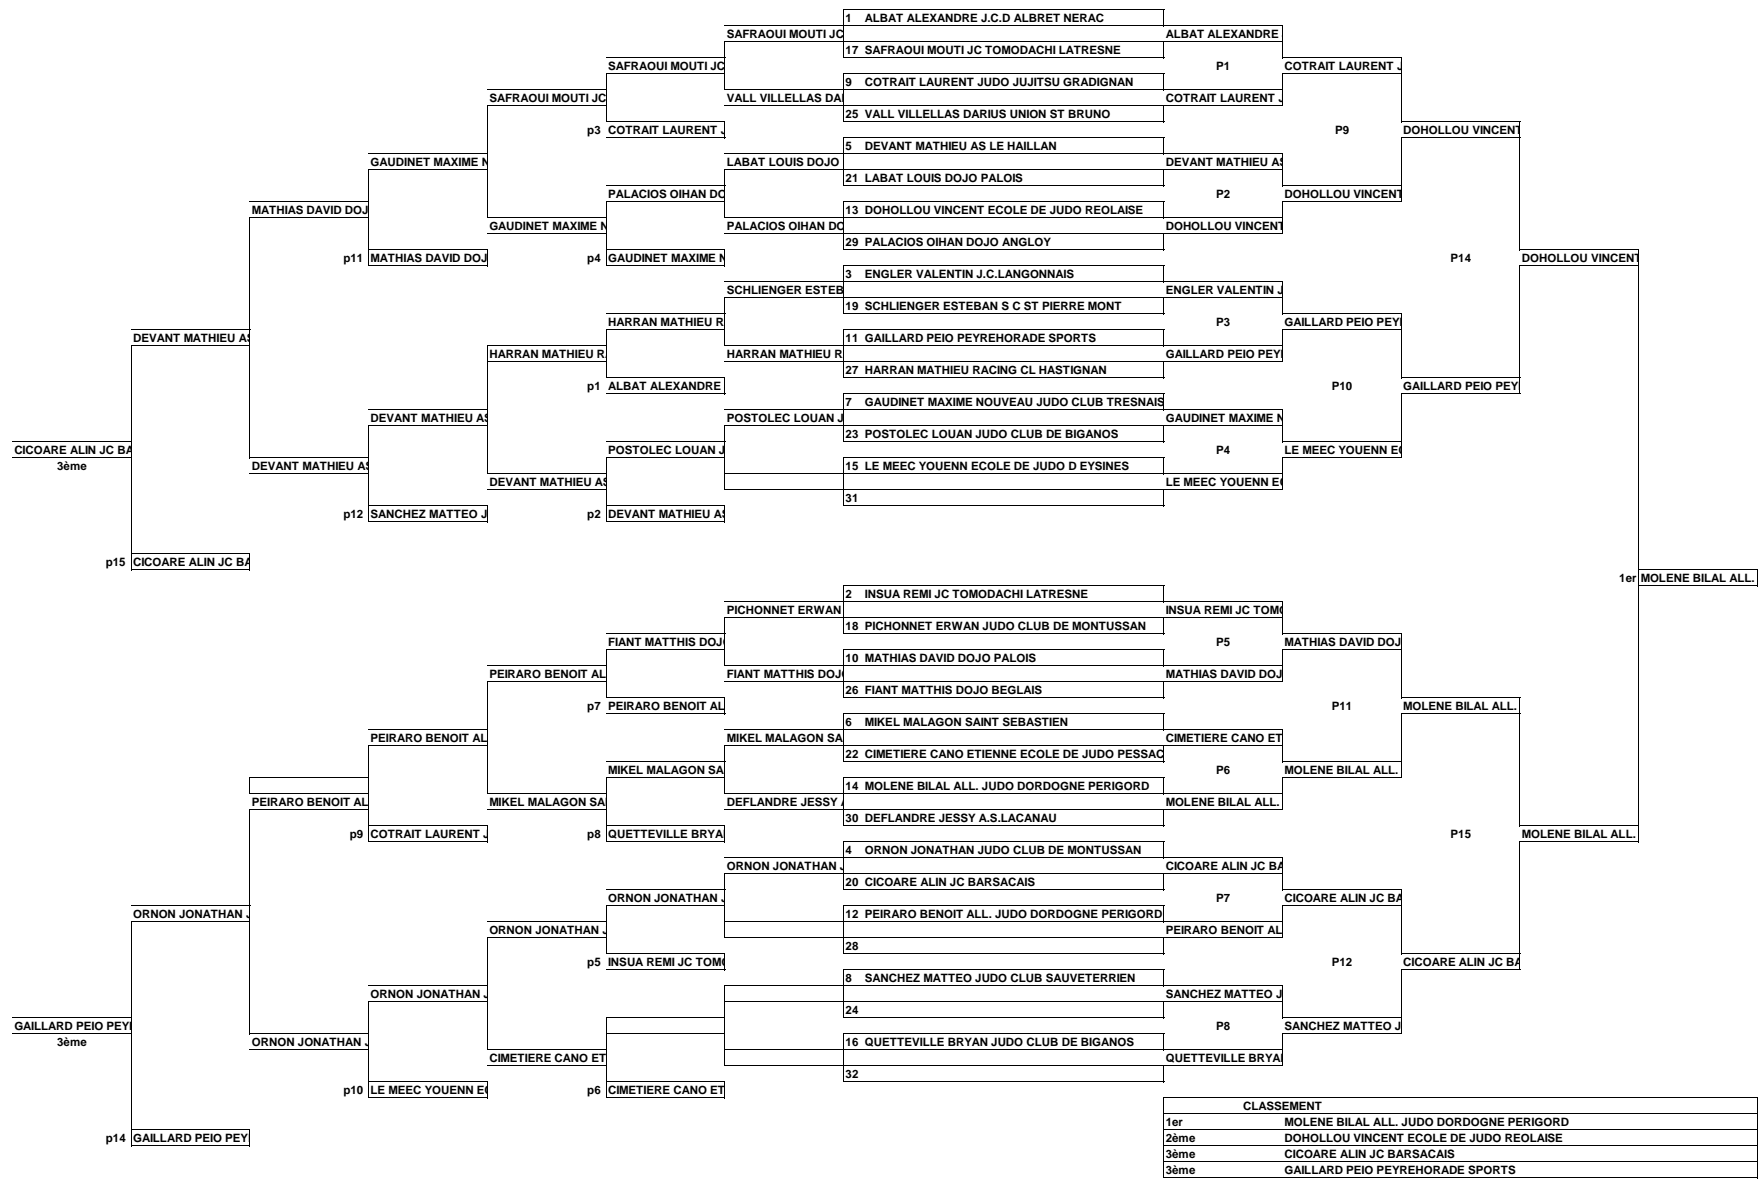 1 ALBAT ALEXANDRE J.C.D ALBRET NERAC
SAFRAOUI MOUTI JC ALBAT ALEXANDRE
17 SAFRAOUI MOUTI JC TOMODACHI LATRESNE
SAFRAOUI MOUTI JC P1 COTRAIT LAURENT J
9 COTRAIT LAURENT JUDO JUJITSU GRADIGNAN
SAFRAOUI MOUTI JC VALL VILLELLAS DAI COTRAIT LAURENT J
25 VALL VILLELLAS DARIUS UNION ST BRUNO
p3 COTRAIT LAURENT J P9 DOHOLLOU VINCENT
5 DEVANT MATHIEU AS LE HAILLAN
GAUDINET MAXIME N LABAT LOUIS DOJO DEVANT MATHIEU AS
21 LABAT LOUIS DOJO PALOIS
PALACIOS OIHAN DO P2 DOHOLLOU VINCENT
MATHIAS DAVID DOJ 13 DOHOLLOU VINCENT ECOLE DE JUDO REOLAISE
GAUDINET MAXIME N PALACIOS OIHAN DO DOHOLLOU VINCENT
29 PALACIOS OIHAN DOJO ANGLOY
p11 MATHIAS DAVID DOJ p4 GAUDINET MAXIME N P14 DOHOLLOU VINCENT
3 ENGLER VALENTIN J.C.LANGONNAIS
SCHLIENGER ESTEB ENGLER VALENTIN J
19 SCHLIENGER ESTEBAN S C ST PIERRE MONT
HARRAN MATHIEU R P3 GAILLARD PEIO PEY
DEVANT MATHIEU AS 11 GAILLARD PEIO PEYREHORADE SPORTS
HARRAN MATHIEU R HARRAN MATHIEU R GAILLARD PEIO PEY
27 HARRAN MATHIEU RACING CL HASTIGNAN
p1 ALBAT ALEXANDRE P10 GAILLARD PEIO PEY
7 GAUDINET MAXIME NOUVEAU JUDO CLUB TRESNAIS
DEVANT MATHIEU AS POSTOLEC LOUAN J GAUDINET MAXIME N
23 POSTOLEC LOUAN JUDO CLUB DE BIGANOS
CICOARE ALIN JC BA POSTOLEC LOUAN J P4 LE MEEC YOUENN E
3ème DEVANT MATHIEU AS 15 LE MEEC YOUENN ECOLE DE JUDO D EYSINES
DEVANT MATHIEU AS LE MEEC YOUENN E
31
p12 SANCHEZ MATTEO J p2 DEVANT MATHIEU AS
p15 CICOARE ALIN JC BA
1er MOLENE BILAL ALL.
2 INSUA REMI JC TOMODACHI LATRESNE
PICHONNET ERWAN INSUA REMI JC TOM
18 PICHONNET ERWAN JUDO CLUB DE MONTUSSAN
FIANT MATTHIS DOJ P5 MATHIAS DAVID DOJ
10 MATHIAS DAVID DOJO PALOIS
PEIRARO BENOIT AL FIANT MATTHIS DOJ MATHIAS DAVID DOJ
26 FIANT MATTHIS DOJO BEGLAIS
p7 PEIRARO BENOIT AL P11 MOLENE BILAL ALL.
6 MIKEL MALAGON SAINT SEBASTIEN
PEIRARO BENOIT AL MIKEL MALAGON SA CIMETIERE CANO ET
22 CIMETIERE CANO ETIENNE ECOLE DE JUDO PESSAC
MIKEL MALAGON SA P6 MOLENE BILAL ALL.
14 MOLENE BILAL ALL. JUDO DORDOGNE PERIGORD
PEIRARO BENOIT AL MIKEL MALAGON SA DEFLANDRE JESSY A MOLENE BILAL ALL.
30 DEFLANDRE JESSY A.S.LACANAU
p9 COTRAIT LAURENT J p8 QUETTEVILLE BRYA P15 MOLENE BILAL ALL.
4 ORNON JONATHAN JUDO CLUB DE MONTUSSAN
ORNON JONATHAN J CICOARE ALIN JC BA
20 CICOARE ALIN JC BARSACAIS
ORNON JONATHAN J P7 CICOARE ALIN JC BA
ORNON JONATHAN J 12 PEIRARO BENOIT ALL. JUDO DORDOGNE PERIGORD
ORNON JONATHAN J PEIRARO BENOIT AL
28
p5 INSUA REMI JC TOM P12 CICOARE ALIN JC BA
8 SANCHEZ MATTEO JUDO CLUB SAUVETERRIEN
ORNON JONATHAN J SANCHEZ MATTEO J
24
GAILLARD PEIO PEY P8 SANCHEZ MATTEO J
3ème ORNON JONATHAN J 16 QUETTEVILLE BRYAN JUDO CLUB DE BIGANOS
CIMETIERE CANO ET QUETTEVILLE BRYA
32
p10 LE MEEC YOUENN E p6 CIMETIERE CANO ET
CLASSEMENT
1er MOLENE BILAL ALL. JUDO DORDOGNE PERIGORD
p14 GAILLARD PEIO PEY 2ème DOHOLLOU VINCENT ECOLE DE JUDO REOLAISE
3ème CICOARE ALIN JC BARSACAIS
3ème GAILLARD PEIO PEYREHORADE SPORTS